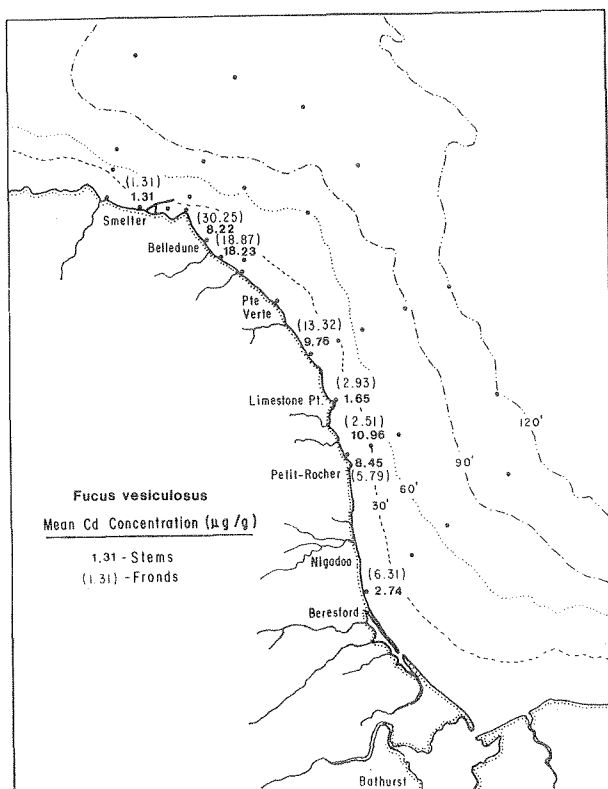 (1.31)
1.31
Smelter
(30.25)
8.22
(18.87)
18.23
Belledune
Pte
Verte
(13.32)
9.76
(2.93)
1.65
Limestone Pt.
(2.51)
10.96
8.45
(5.79)
Petit-Rocher
30'
60'
90'
120'
Fucus vesiculosus
Mean Cd Concentration (µg/g)
1.31 - Stems
(1.31) - Fronds
Nigadoo
(6.31)
2.74
Beresford
Bathurst